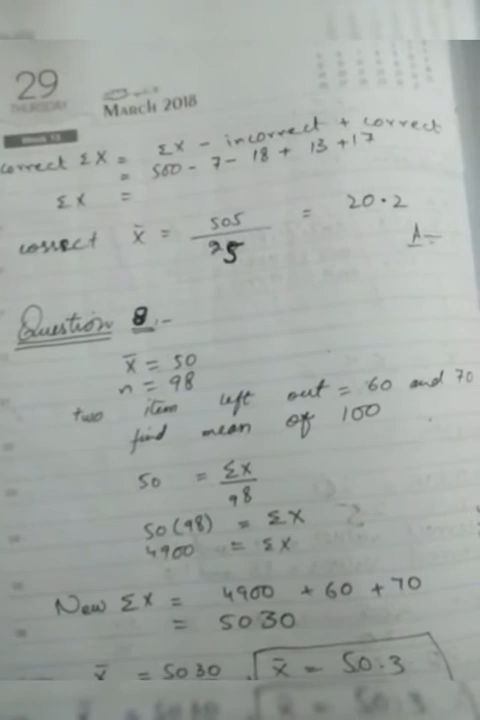 29
THURSDAY
MARCH 2018
Week 13
correct ΣX = ΣX - incorrect + correct
= 500 - 7 - 18 + 13 + 17
ΣX =
correct x̄ = 505/25 = 20.2
Question 8:-
x̄ = 50
n = 98
two item left out = 60 and 70
find mean of 100
50 = ΣX/98
50(98) = ΣX
4900 = ΣX
New ΣX = 4900 + 60 + 70
= 5030
x̄ = 5030 x̄ = 50.3